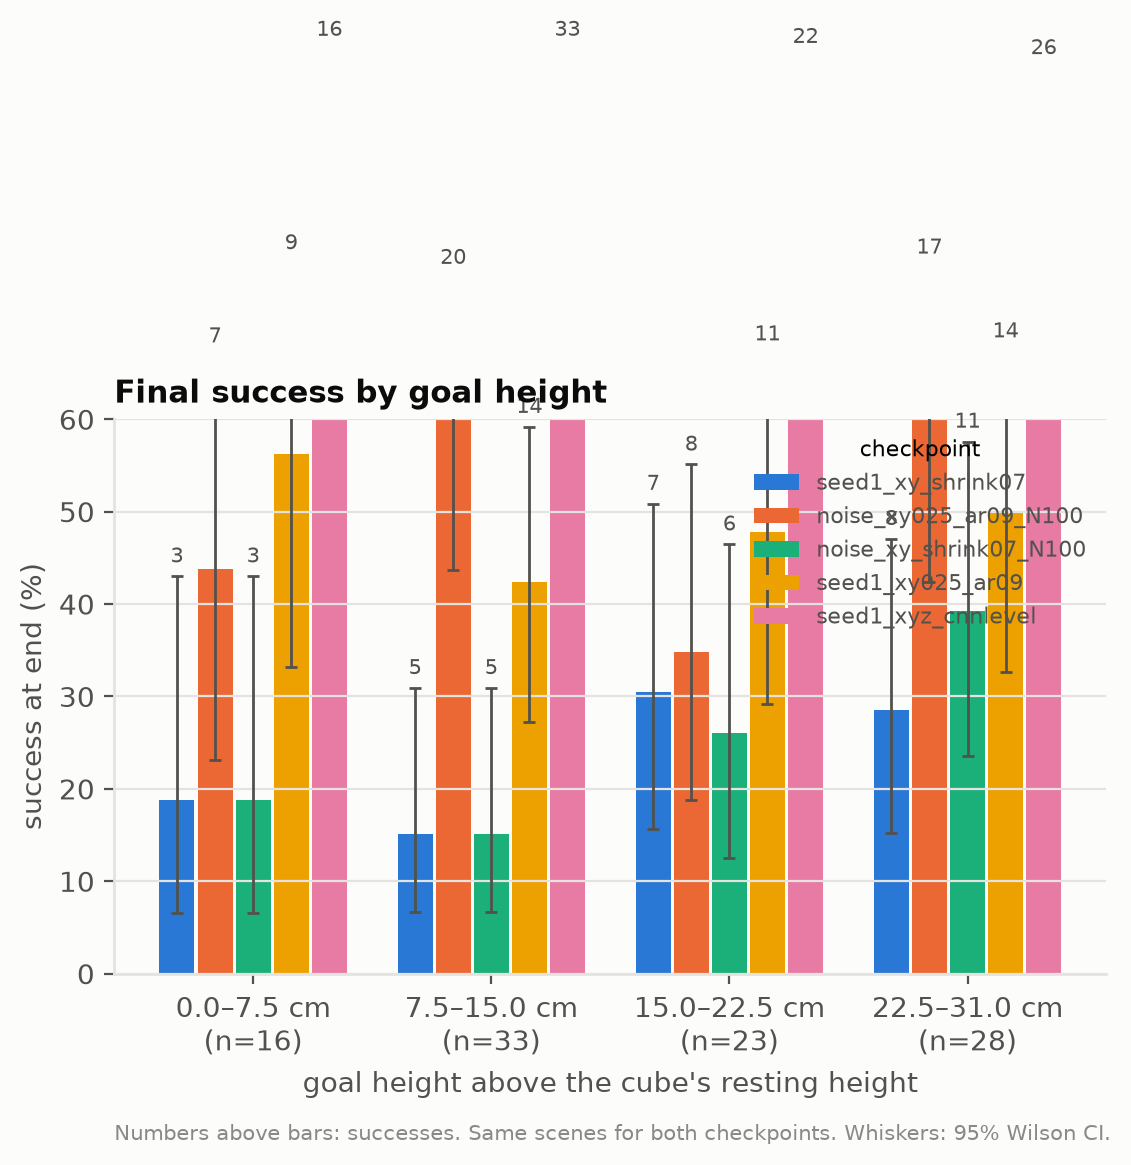 16
33
22
26
9
20
17
7
11
14
Final success by goal height
14
60
50
40
30
20
10
0
success at end (%)
3
3
5
5
7
8
6
8
11
checkpoint
seed1_xy_shrink07
noise_xy025_ar09_N100
noise_xy_shrink07_N100
seed1_xy025_ar09
seed1_xyz_cnnlevel
0.0–7.5 cm
(n=16)
7.5–15.0 cm
(n=33)
15.0–22.5 cm
(n=23)
22.5–31.0 cm
(n=28)
goal height above the cube's resting height
Numbers above bars: successes. Same scenes for both checkpoints. Whiskers: 95% Wilson CI.